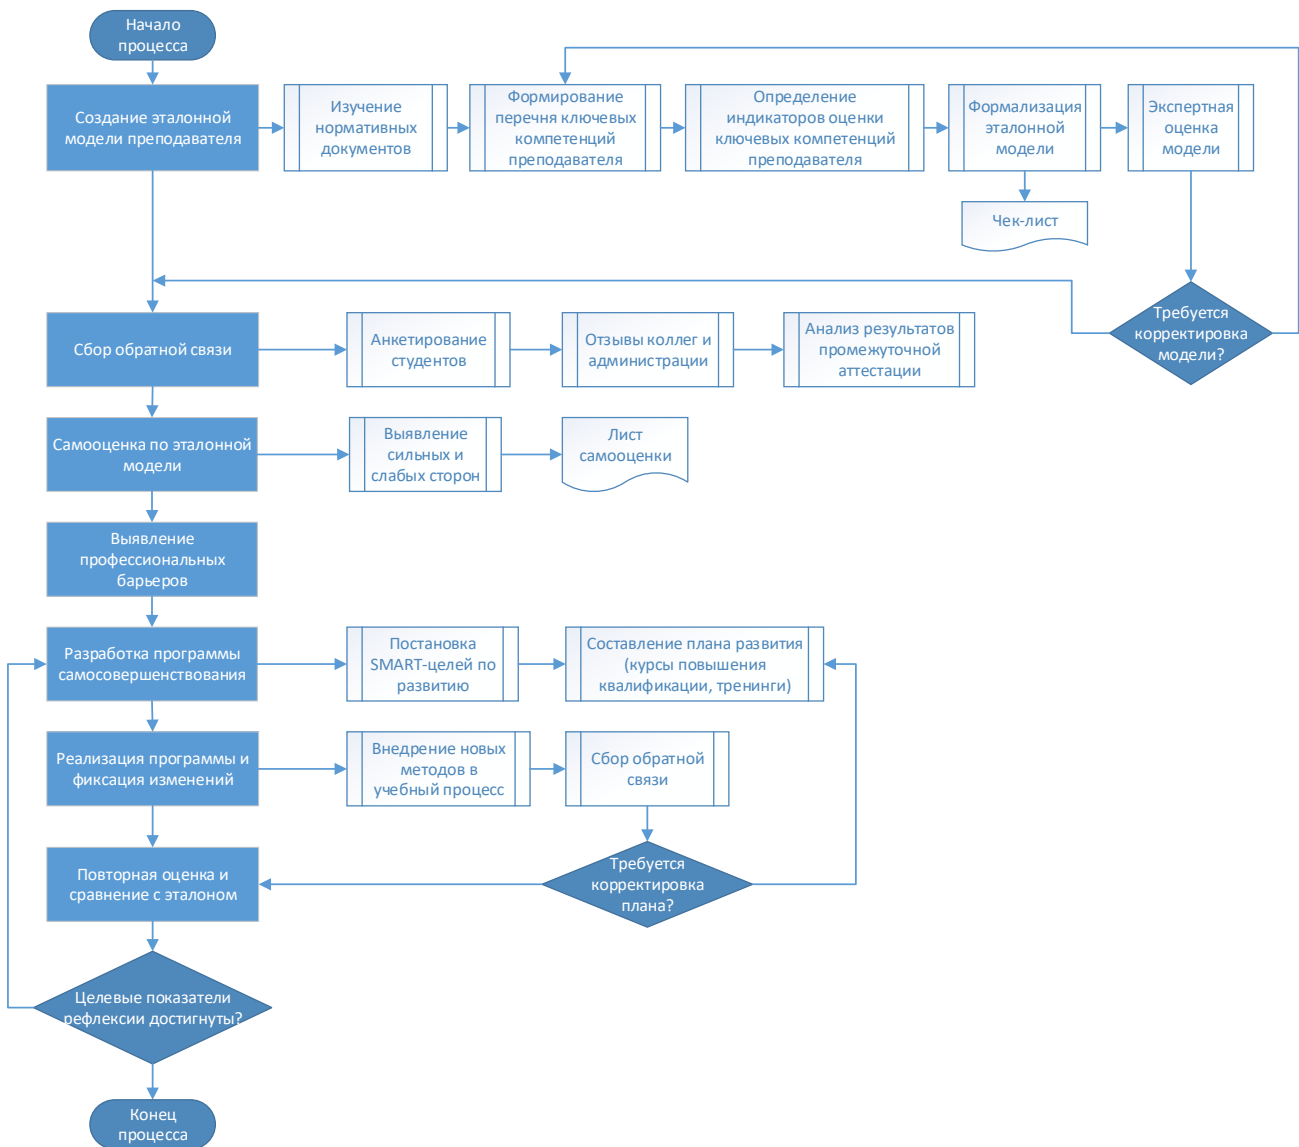 Начало
процесса
Создание эталонной
модели преподавателя
Изучение
нормативных
документов
Формирование
перечня ключевых
компетенций
преподавателя
Определение
индикаторов оценки
ключевых компетенций
преподавателя
Формализация
эталонной
модели
Экспертная
оценка
модели
Чек-лист
Требуется
корректировка
модели?
Сбор обратной связи
Анкетирование
студентов
Отзывы коллег и
администрации
Анализ результатов
промежуточной
аттестации
Самооценка по эталонной
модели
Выявление
сильных и
слабых сторон
Лист
самооценки
Выявление
профессиональных
барьеров
Разработка программы
самосовершенствования
Постановка
SMART-целей по
развитию
Составление плана развития
(курсы повышения
квалификации, тренинги)
Реализация программы и
фиксация изменений
Внедрение новых
методов в
учебный процесс
Сбор обратной
связи
Повторная оценка и
сравнение с эталоном
Требуется
корректировка
плана?
Целевые показатели
рефлексии достигнуты?
Конец
процесса